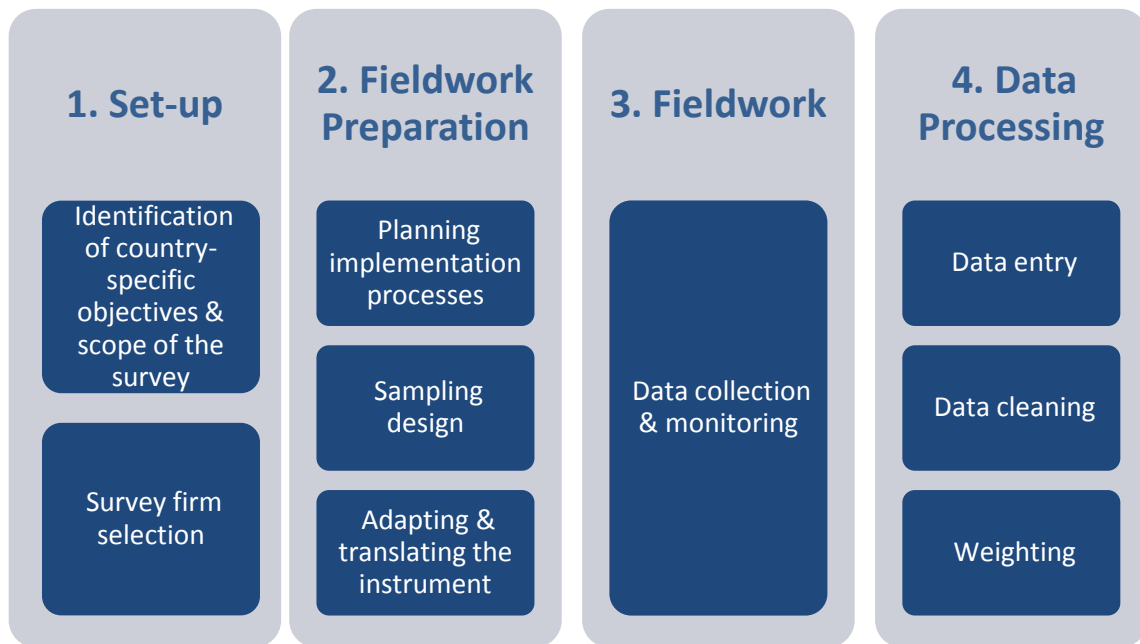 1. Set-up
Identification
of country-
specific
objectives &
scope of the
survey
Survey firm
selection
2. Fieldwork
Preparation
Planning
implementation
processes
Sampling
design
Adapting &
translating the
instrument
3. Fieldwork
Data collection
& monitoring
4. Data
Processing
Data entry
Data cleaning
Weighting